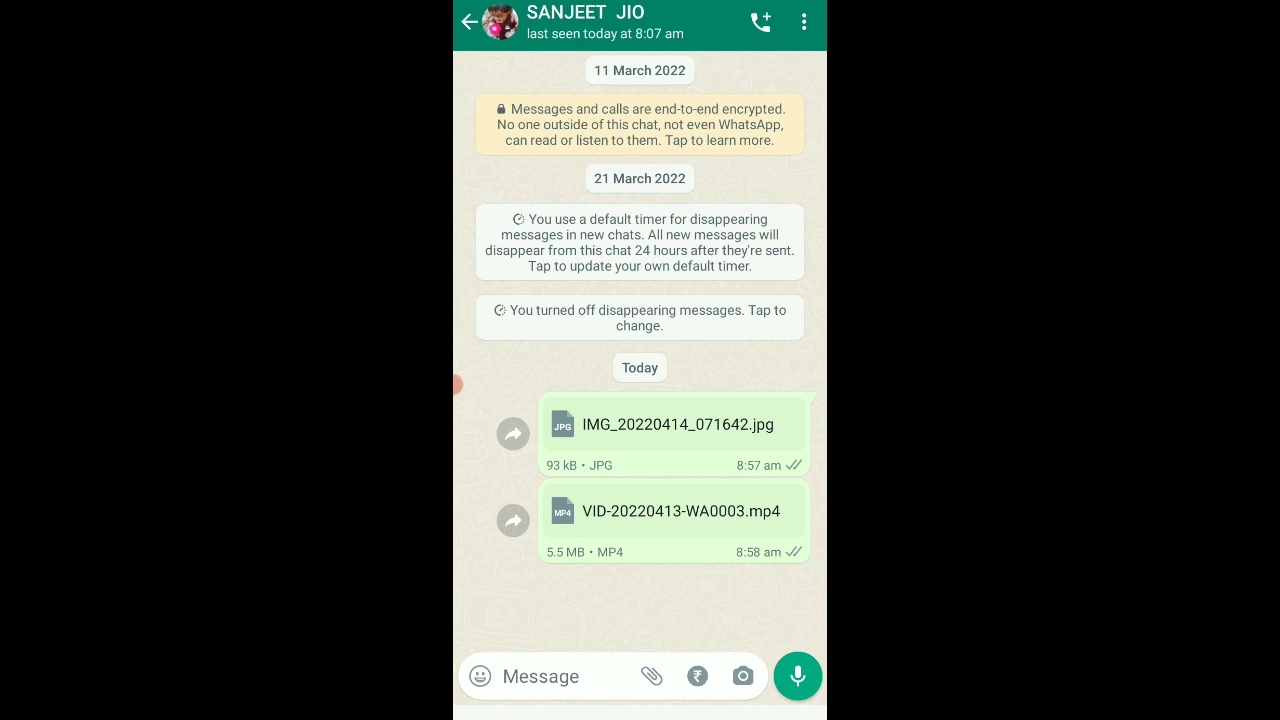 SANJEET JIO
last seen today at 8:07 am
11 March 2022
Messages and calls are end-to-end encrypted.
No one outside of this chat, not even WhatsApp,
can read or listen to them. Tap to learn more.
21 March 2022
You use a default timer for disappearing
messages in new chats. All new messages will
disappear from this chat 24 hours after they're sent.
Tap to update your own default timer.
You turned off disappearing messages. Tap to
change.
Today
JPG IMG_20220414_071642.jpg
93 kB • JPG 8:57 am
MP4 VID-20220413-WA0003.mp4
5.5 MB • MP4 8:58 am
Message ₹